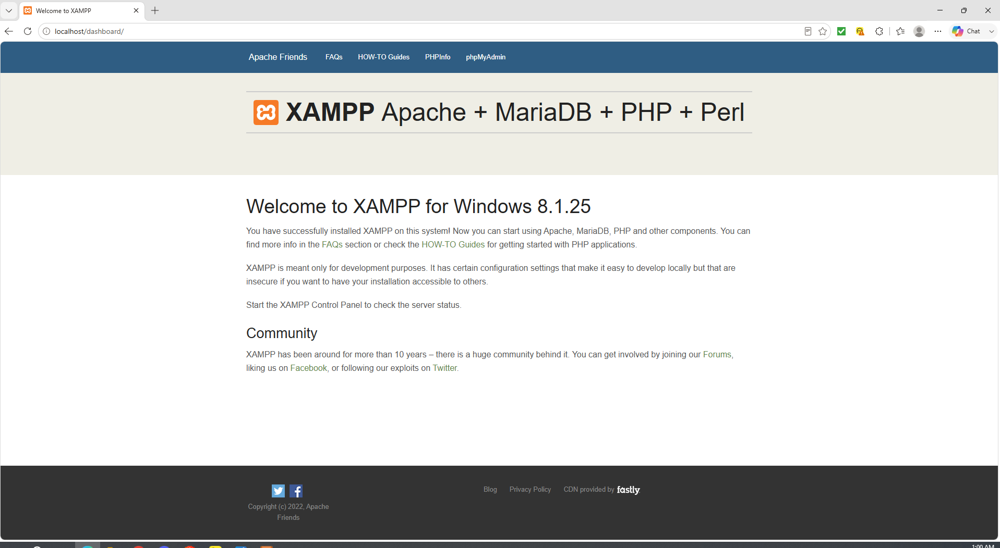 Welcome to XAMPP
localhost/dashboard/
Chat
Apache Friends FAQs HOW-TO Guides PHPInfo phpMyAdmin
XAMPP Apache + MariaDB + PHP + Perl
Welcome to XAMPP for Windows 8.1.25
You have successfully installed XAMPP on this system! Now you can start using Apache, MariaDB, PHP and other components. You can
find more info in the FAQs section or check the HOW-TO Guides for getting started with PHP applications.
XAMPP is meant only for development purposes. It has certain configuration settings that make it easy to develop locally but that are
insecure if you want to have your installation accessible to others.
Start the XAMPP Control Panel to check the server status.
Community
XAMPP has been around for more than 10 years – there is a huge community behind it. You can get involved by joining our Forums,
liking us on Facebook, or following our exploits on Twitter.
Blog Privacy Policy CDN provided by fastly
Copyright (c) 2022, Apache
Friends
1:00 AM